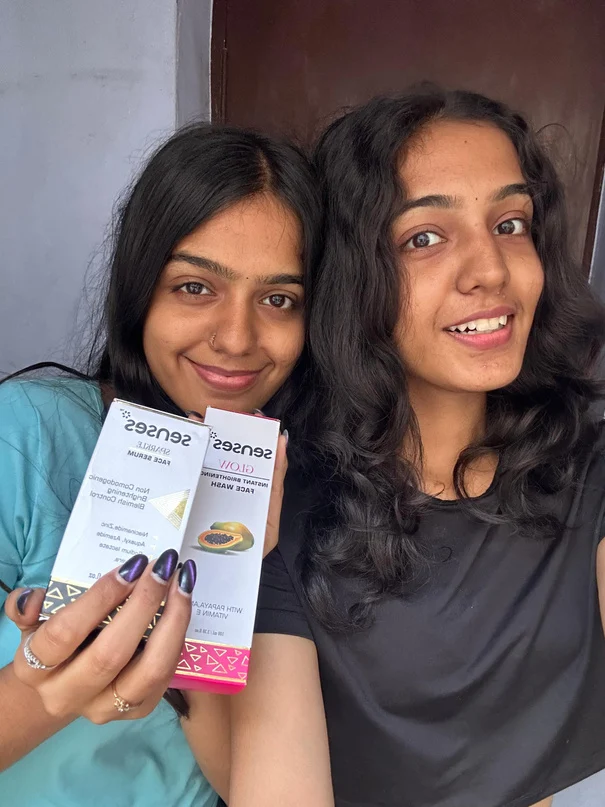 senses
SPARKLE
FACE SERUM
Non Comodogenic
Brightening
Blemish Control
Niacinamide, Zinc,
senses
GLOW
INSTANT BRIGHTENING
FACE WASH
WITH PAPAYA
VITAMIN E